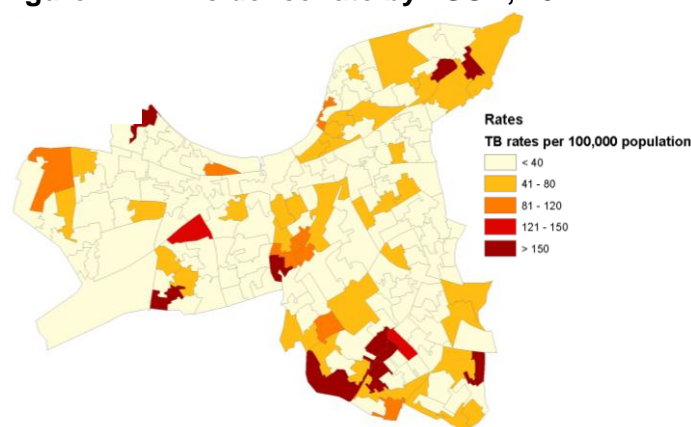 Rates
TB rates per 100,000 population
< 40
41 - 80
81 - 120
121 - 150
> 150